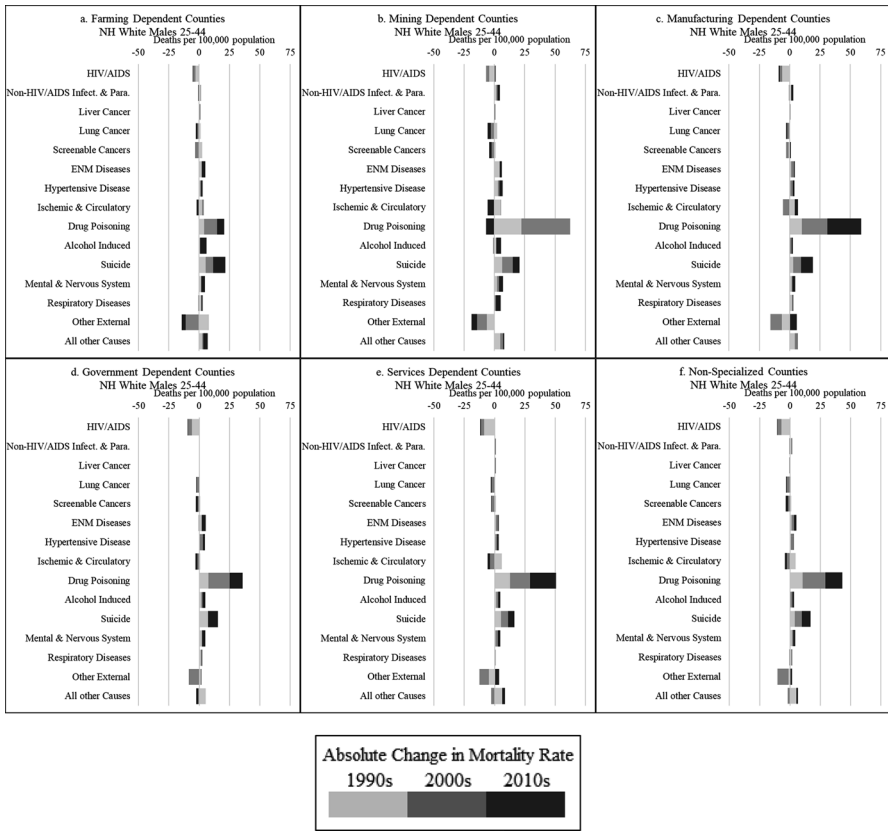 a. Farming Dependent Counties
NH White Males 25-44
Deaths per 100,000 population
-50 -25 0 25 50 75
HIV/AIDS
Non-HIV/AIDS Infect. & Para.
Liver Cancer
Lung Cancer
Screenable Cancers
ENM Diseases
Hypertensive Disease
Ischemic & Circulatory
Drug Poisoning
Alcohol Induced
Suicide
Mental & Nervous System
Respiratory Diseases
Other External
All other Causes
b. Mining Dependent Counties
NH White Males 25-44
Deaths per 100,000 population
-50 -25 0 25 50 75
HIV/AIDS
Non-HIV/AIDS Infect. & Para.
Liver Cancer
Lung Cancer
Screenable Cancers
ENM Diseases
Hypertensive Disease
Ischemic & Circulatory
Drug Poisoning
Alcohol Induced
Suicide
Mental & Nervous System
Respiratory Diseases
Other External
All other Causes
c. Manufacturing Dependent Counties
NH White Males 25-44
Deaths per 100,000 population
-50 -25 0 25 50 75
HIV/AIDS
Non-HIV/AIDS Infect. & Para.
Liver Cancer
Lung Cancer
Screenable Cancers
ENM Diseases
Hypertensive Disease
Ischemic & Circulatory
Drug Poisoning
Alcohol Induced
Suicide
Mental & Nervous System
Respiratory Diseases
Other External
All other Causes
d. Government Dependent Counties
NH White Males 25-44
Deaths per 100,000 population
-50 -25 0 25 50 75
HIV/AIDS
Non-HIV/AIDS Infect. & Para.
Liver Cancer
Lung Cancer
Screenable Cancers
ENM Diseases
Hypertensive Disease
Ischemic & Circulatory
Drug Poisoning
Alcohol Induced
Suicide
Mental & Nervous System
Respiratory Diseases
Other External
All other Causes
e. Services Dependent Counties
NH White Males 25-44
Deaths per 100,000 population
-50 -25 0 25 50 75
HIV/AIDS
Non-HIV/AIDS Infect. & Para.
Liver Cancer
Lung Cancer
Screenable Cancers
ENM Diseases
Hypertensive Disease
Ischemic & Circulatory
Drug Poisoning
Alcohol Induced
Suicide
Mental & Nervous System
Respiratory Diseases
Other External
All other Causes
f. Non-Specialized Counties
NH White Males 25-44
Deaths per 100,000 population
-50 -25 0 25 50 75
HIV/AIDS
Non-HIV/AIDS Infect. & Para.
Liver Cancer
Lung Cancer
Screenable Cancers
ENM Diseases
Hypertensive Disease
Ischemic & Circulatory
Drug Poisoning
Alcohol Induced
Suicide
Mental & Nervous System
Respiratory Diseases
Other External
All other Causes
Absolute Change in Mortality Rate
1990s 2000s 2010s